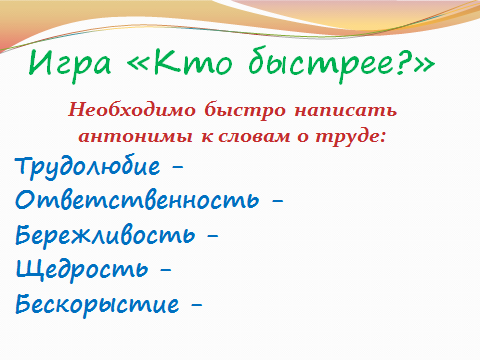 Игра «Кто быстрее?»
Необходимо быстро написать
антонимы к словам о труде:
Трудолюбие -
Ответственность -
Бережливость -
Щедрость -
Бескорыстие -